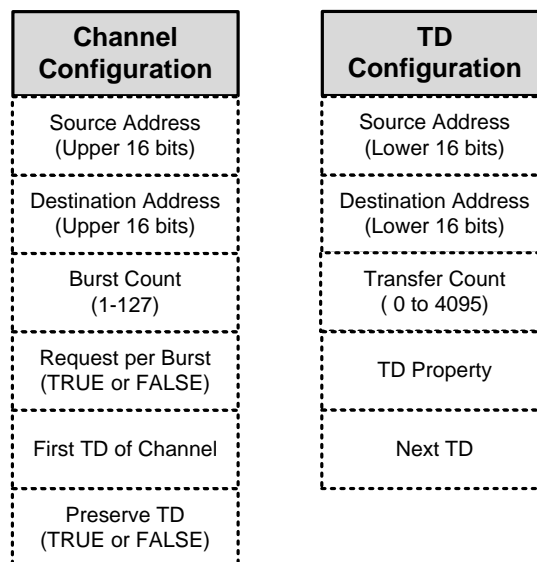 Channel
Configuration
Source Address
(Upper 16 bits)
Destination Address
(Upper 16 bits)
Burst Count
(1-127)
Request per Burst
(TRUE or FALSE)
First TD of Channel
Preserve TD
(TRUE or FALSE)
TD
Configuration
Source Address
(Lower 16 bits)
Destination Address
(Lower 16 bits)
Transfer Count
( 0 to 4095)
TD Property
Next TD